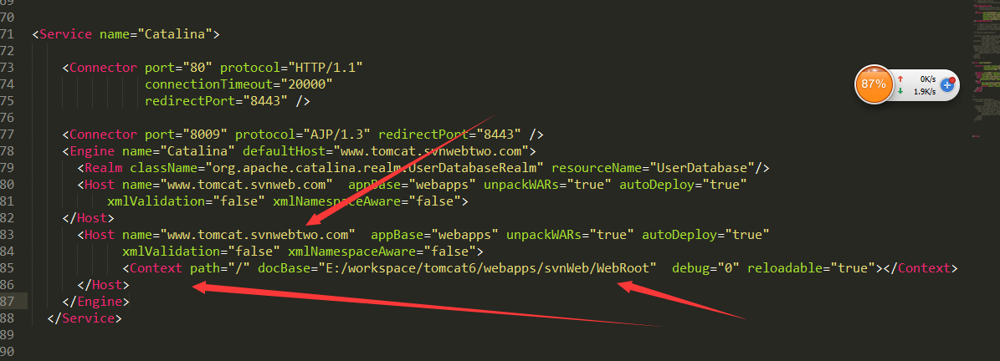 69
70
71 <Service name="Catalina">
72
73 <Connector port="80" protocol="HTTP/1.1"
74 connectionTimeout="20000"
75 redirectPort="8443" />
76
77 <Connector port="8009" protocol="AJP/1.3" redirectPort="8443" />
78 <Engine name="Catalina" defaultHost="www.tomcat.svnwebtwo.com">
79 <Realm className="org.apache.catalina.realm.UserDatabaseRealm" resourceName="UserDatabase"/>
80 <Host name="www.tomcat.svnweb.com" appBase="webapps" unpackWARs="true" autoDeploy="true"
81 xmlValidation="false" xmlNamespaceAware="false">
82 </Host>
83 <Host name="www.tomcat.svnwebtwo.com" appBase="webapps" unpackWARs="true" autoDeploy="true"
84 xmlValidation="false" xmlNamespaceAware="false">
85 <Context path="/" docBase="E:/workspace/tomcat6/webapps/svnWeb/WebRoot" debug="0" reloadable="true"></Context>
86 </Host>
87 </Engine>
88 </Service>
89
90
87%
0K/s
1.9K/s